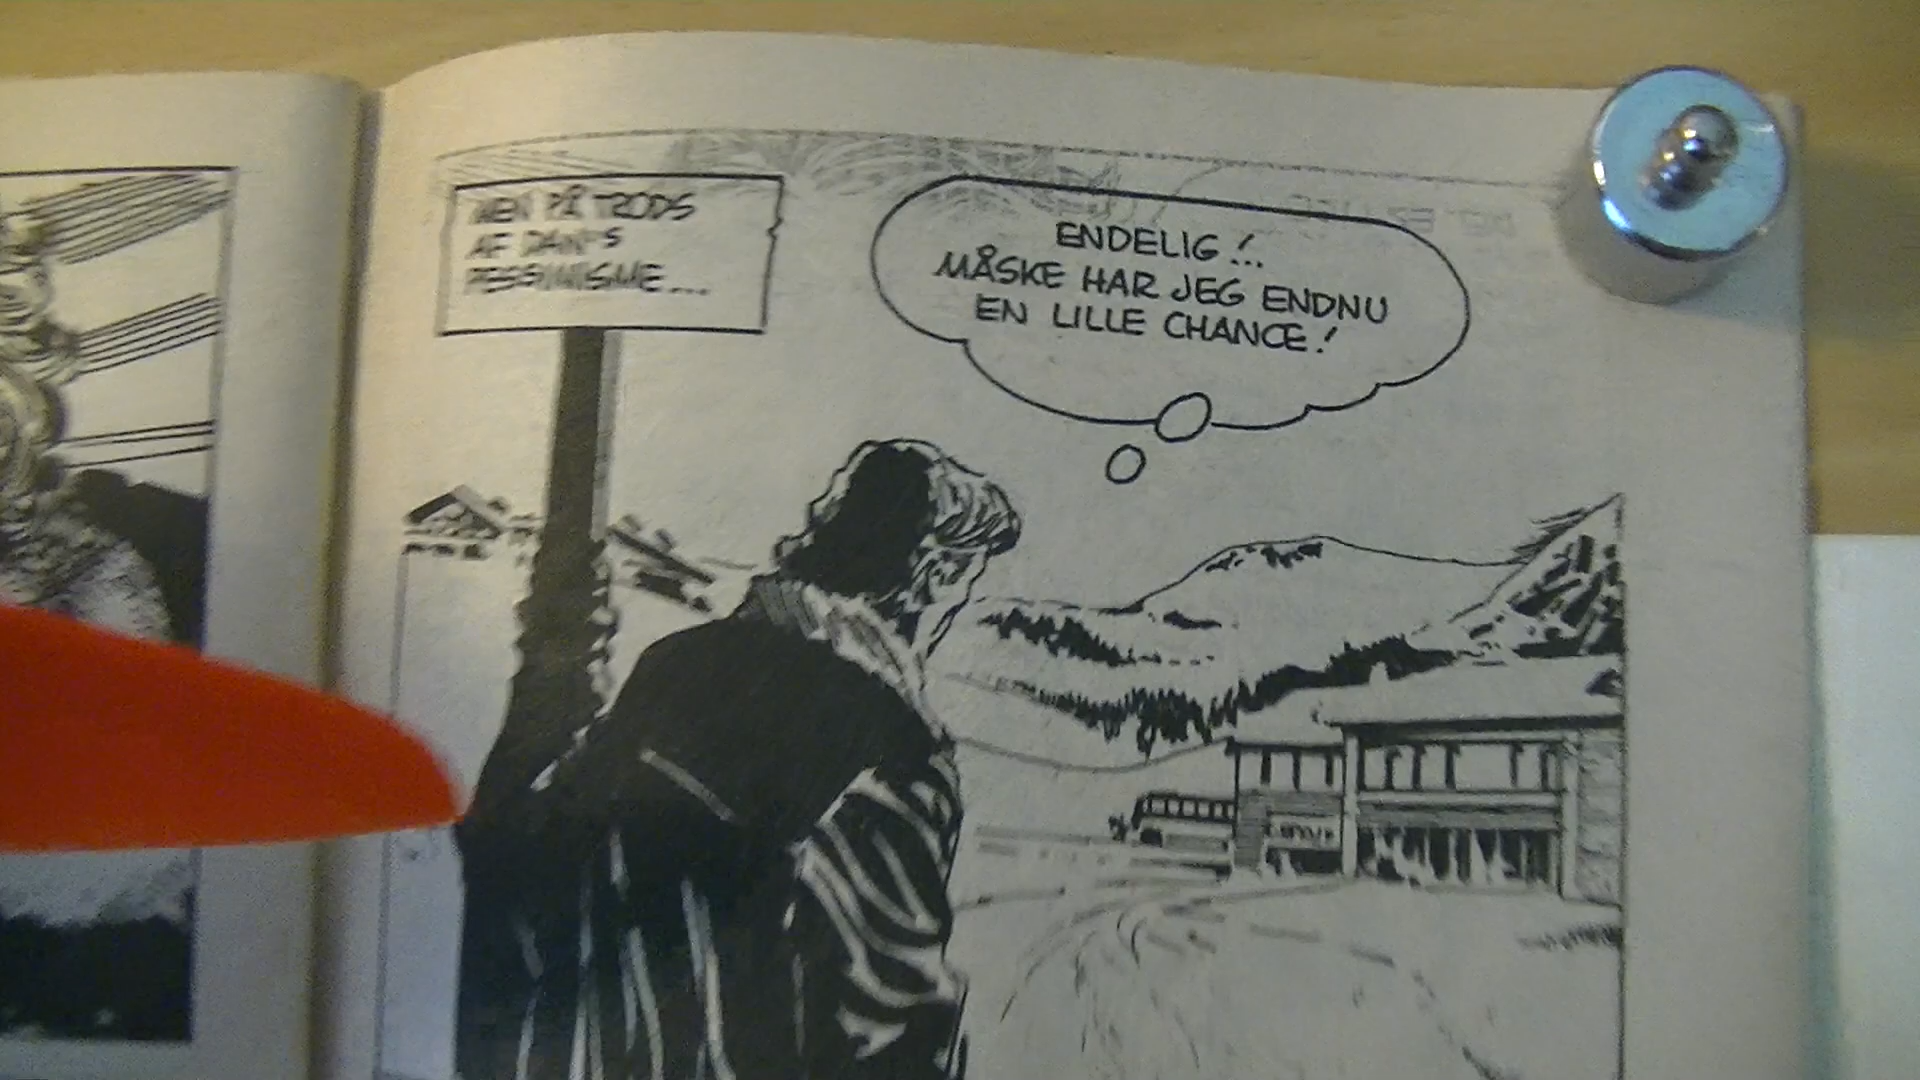 MEN PÅ TRODS
AF DAN'S
PESSIMISME...
ENDELIG!..
MÅSKE HAR JEG ENDNU
EN LILLE CHANCE!